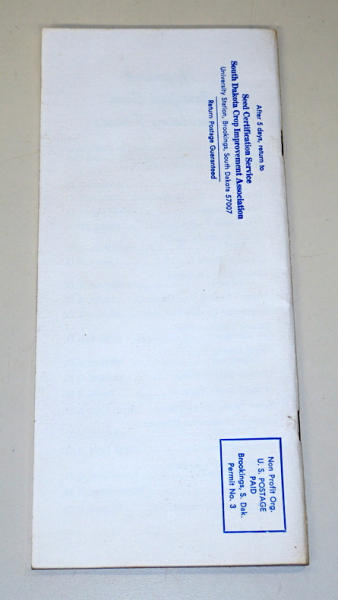 After 5 days, return to
Seed Certification Service
South Dakota Crop Improvement Association
University Station, Brookings, South Dakota 57007
Return Postage Guaranteed
Non Profit Org.
U. S. POSTAGE
PAID
Brookings, S. Dak.
Permit No. 3